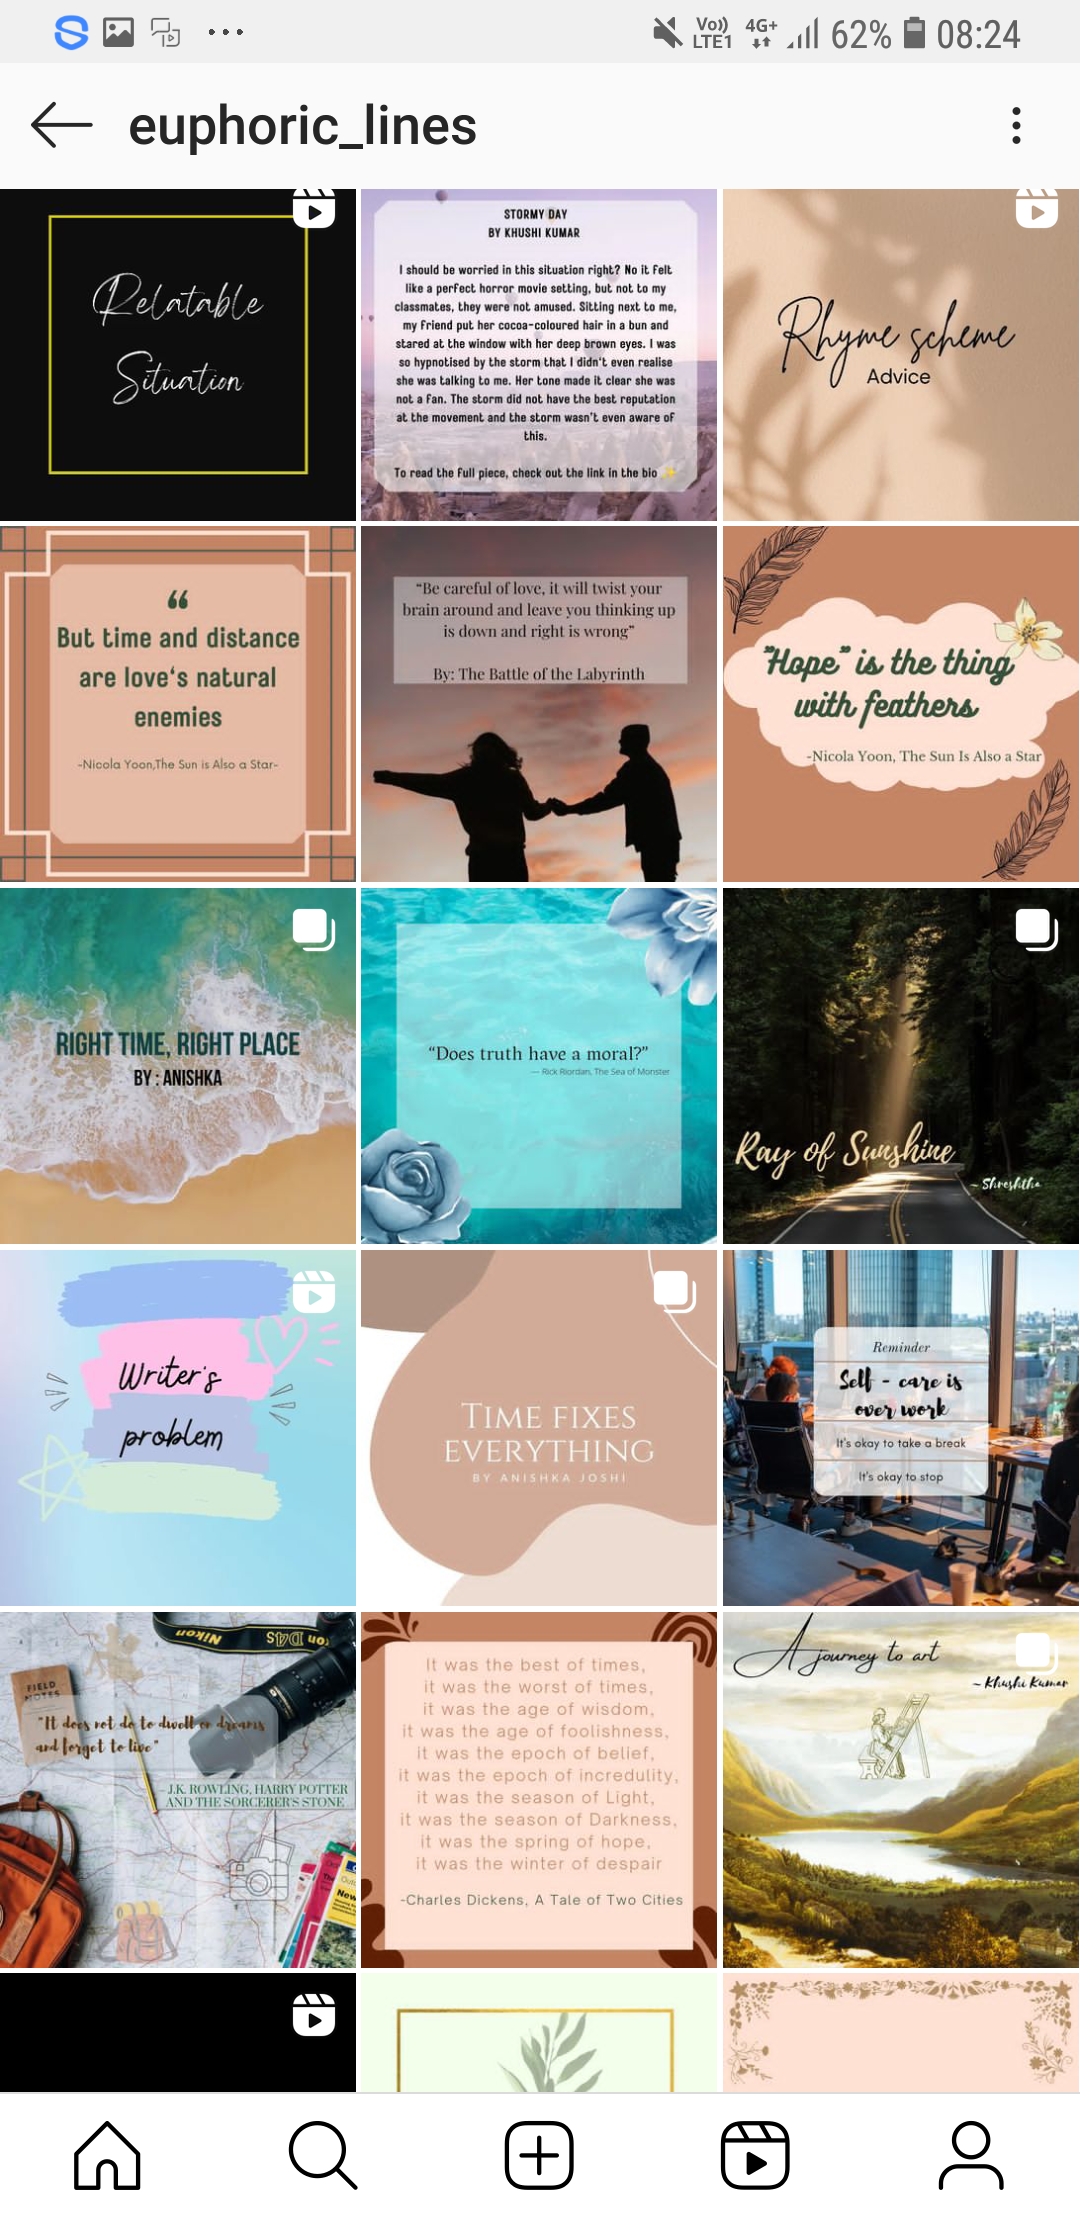 Vo))
LTE1
4G+
62%
08:24
euphoric_lines
Relatable
Situation
STORMY DAY
BY KHUSHI KUMAR
I should be worried in this situation right? No it felt
like a perfect horror movie setting, but not to my
classmates, they were not amused. Sitting next to me,
my friend put her cocoa-coloured hair in a bun and
stared at the window with her deep brown eyes. I was
so hypnotised by the storm that I didn't even realise
she was talking to me. Her tone made it clear she was
not a fan. The storm did not have the best reputation
at the movement and the storm wasn't even aware of
this.
To read the full piece, check out the link in the bio ✨
Rhyme scheme
Advice
“
But time and distance
are love's natural
enemies
-Nicola Yoon,The Sun is Also a Star-
“Be careful of love, it will twist your
brain around and leave you thinking up
is down and right is wrong”
By: The Battle of the Labyrinth
"Hope" is the thing
with feathers
-Nicola Yoon, The Sun Is Also a Star
RIGHT TIME, RIGHT PLACE
BY : ANISHKA
“Does truth have a moral?”
— Rick Riordan, The Sea of Monster
Ray of Sunshine
~ Shreshtha
Writer's
problem
TIME FIXES
EVERYTHING
BY ANISHKA JOSHI
Reminder
Self - care is
over work
It's okay to take a break
It's okay to stop
Nikon
D4s
FIELD
NOTES
"It does not do to dwell on dreams
and forget to live"
J.K. ROWLING, HARRY POTTER
AND THE SORCERER'S STONE
It was the best of times,
it was the worst of times,
it was the age of wisdom,
it was the age of foolishness,
it was the epoch of belief,
it was the epoch of incredulity,
it was the season of Light,
it was the season of Darkness,
it was the spring of hope,
it was the winter of despair
-Charles Dickens, A Tale of Two Cities
A journey to art
~ Khushi Kumar